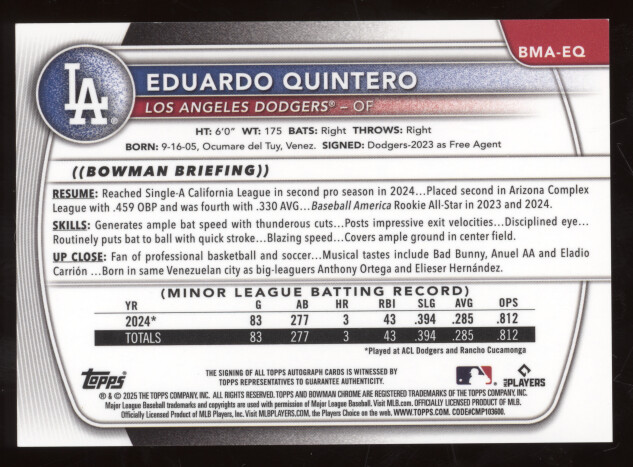 BMA-EQ
LA
EDUARDO QUINTERO
LOS ANGELES DODGERS® – OF
HT: 6'0" WT: 175 BATS: Right THROWS: Right
BORN: 9-16-05, Ocumare del Tuy, Venez. SIGNED: Dodgers-2023 as Free Agent
((BOWMAN BRIEFING))
RESUME: Reached Single-A California League in second pro season in 2024...Placed second in Arizona Complex
League with .459 OBP and was fourth with .330 AVG...Baseball America Rookie All-Star in 2023 and 2024.
SKILLS: Generates ample bat speed with thunderous cuts...Posts impressive exit velocities...Disciplined eye...
Routinely puts bat to ball with quick stroke...Blazing speed...Covers ample ground in center field.
UP CLOSE: Fan of professional basketball and soccer...Musical tastes include Bad Bunny, Anuel AA and Eladio
Carrión ...Born in same Venezuelan city as big-leaguers Anthony Ortega and Elieser Hernández.
(MINOR LEAGUE BATTING RECORD)
YR G AB HR RBI SLG AVG OPS
2024* 83 277 3 43 .394 .285 .812
TOTALS 83 277 3 43 .394 .285 .812
*Played at ACL Dodgers and Rancho Cucamonga
Topps
THE SIGNING OF ALL TOPPS AUTOGRAPH CARDS IS WITNESSED BY
TOPPS REPRESENTATIVES TO GUARANTEE AUTHENTICITY.
PLAYERS
® & © 2025 THE TOPPS COMPANY, INC. ALL RIGHTS RESERVED. TOPPS AND BOWMAN CHROME ARE REGISTERED TRADEMARKS OF THE TOPPS COMPANY, INC.
Major League Baseball trademarks and copyrights are used with permission of Major League Baseball. Visit MLB.com. OFFICIALLY LICENSED PRODUCT OF MLB.
Officially Licensed Product of MLB Players, Inc. Visit MLBPLAYERS.COM, the Players Choice on the web. WWW.TOPPS.COM. CODE#CMP103600.